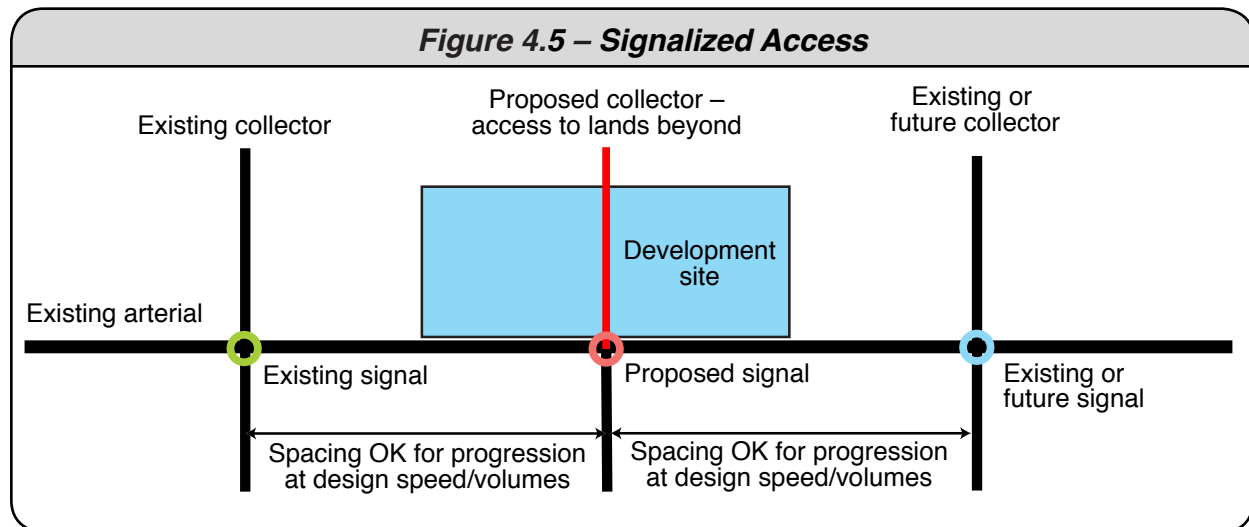 Figure 4.5 – Signalized Access
Existing collector
Proposed collector –
access to lands beyond
Existing or
future collector
Development
site
Existing arterial
Existing signal
Proposed signal
Existing or
future signal
Spacing OK for progression
at design speed/volumes
Spacing OK for progression
at design speed/volumes